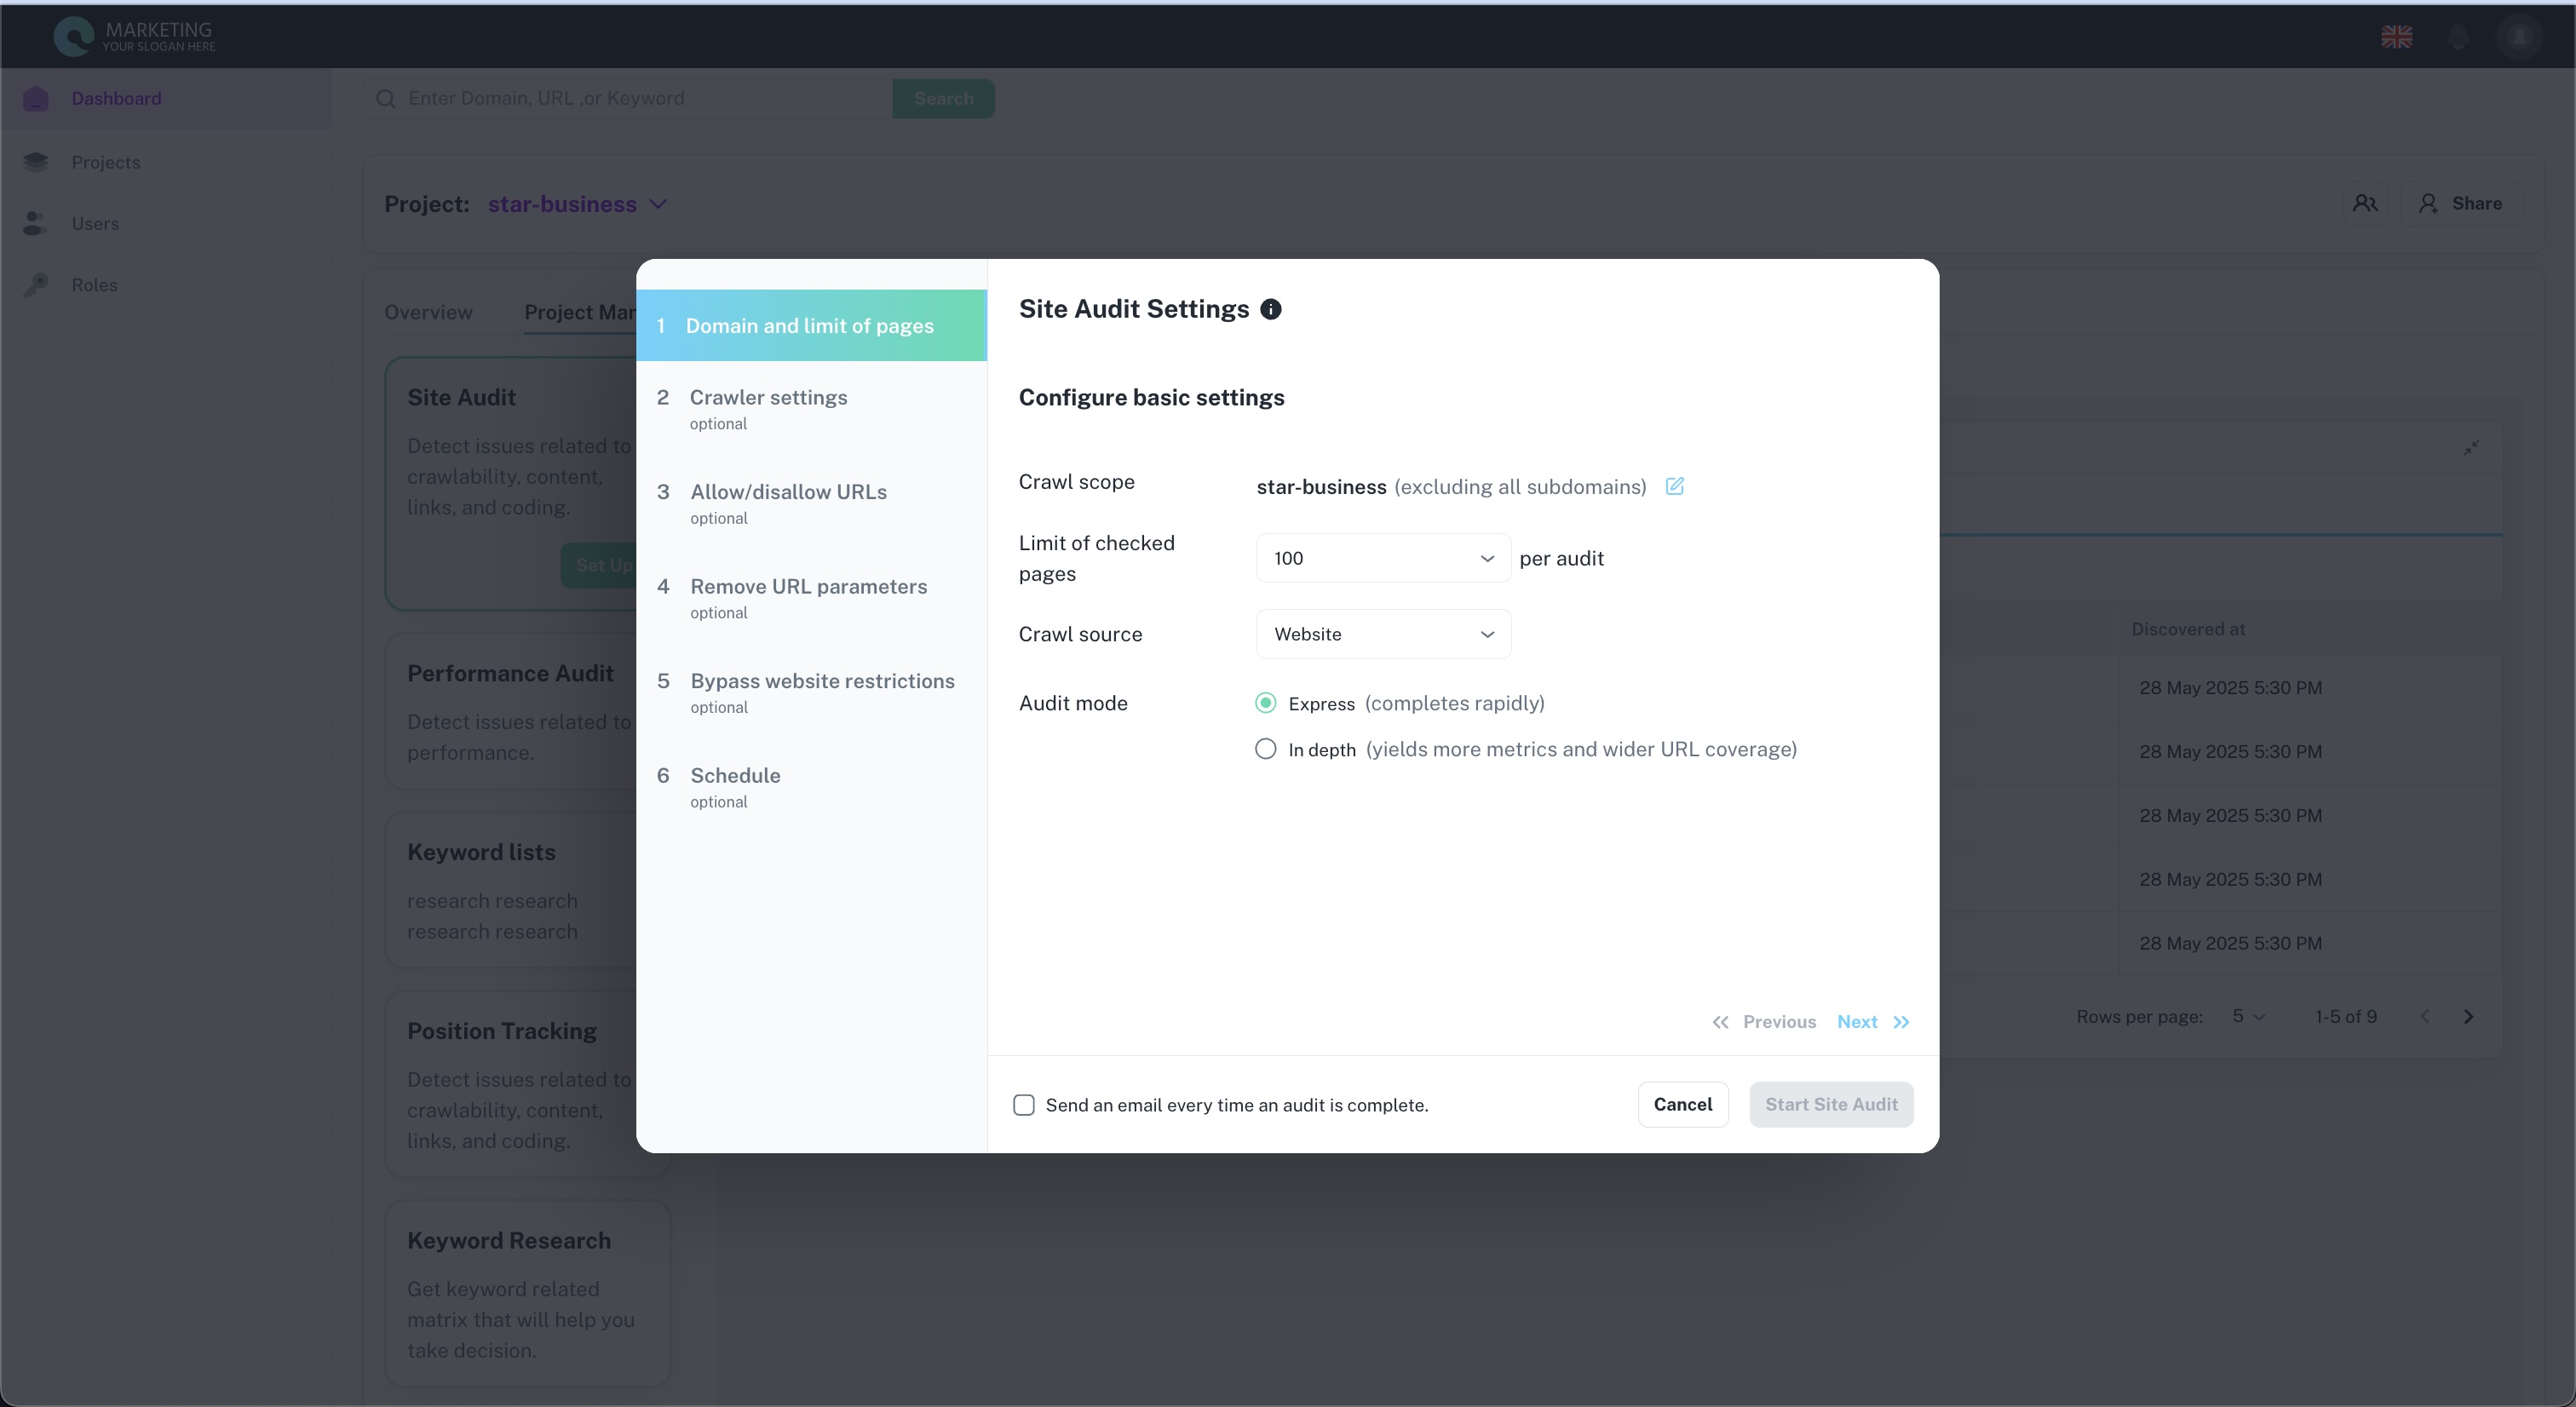 MARKETING
YOUR SLOGAN HERE
Dashboard
Projects
Users
Roles
Enter Domain, URL ,or Keyword
Search
Project: star-business
Share
Overview
Project Mar
Site Audit
Detect issues related to
crawlability, content,
links, and coding.
Set Up
Performance Audit
Detect issues related to
performance.
Keyword lists
research research
research research
Position Tracking
Detect issues related to
crawlability, content,
links, and coding.
Keyword Research
Get keyword related
matrix that will help you
take decision.
1 Domain and limit of pages
2 Crawler settings
optional
3 Allow/disallow URLs
optional
4 Remove URL parameters
optional
5 Bypass website restrictions
optional
6 Schedule
optional
Site Audit Settings
Configure basic settings
Crawl scope
star-business (excluding all subdomains)
Limit of checked
pages
100
per audit
Crawl source
Website
Audit mode
Express (completes rapidly)
In depth (yields more metrics and wider URL coverage)
Previous
Next
Send an email every time an audit is complete.
Cancel
Start Site Audit
Discovered at
28 May 2025 5:30 PM
28 May 2025 5:30 PM
28 May 2025 5:30 PM
28 May 2025 5:30 PM
28 May 2025 5:30 PM
Rows per page: 5
1-5 of 9